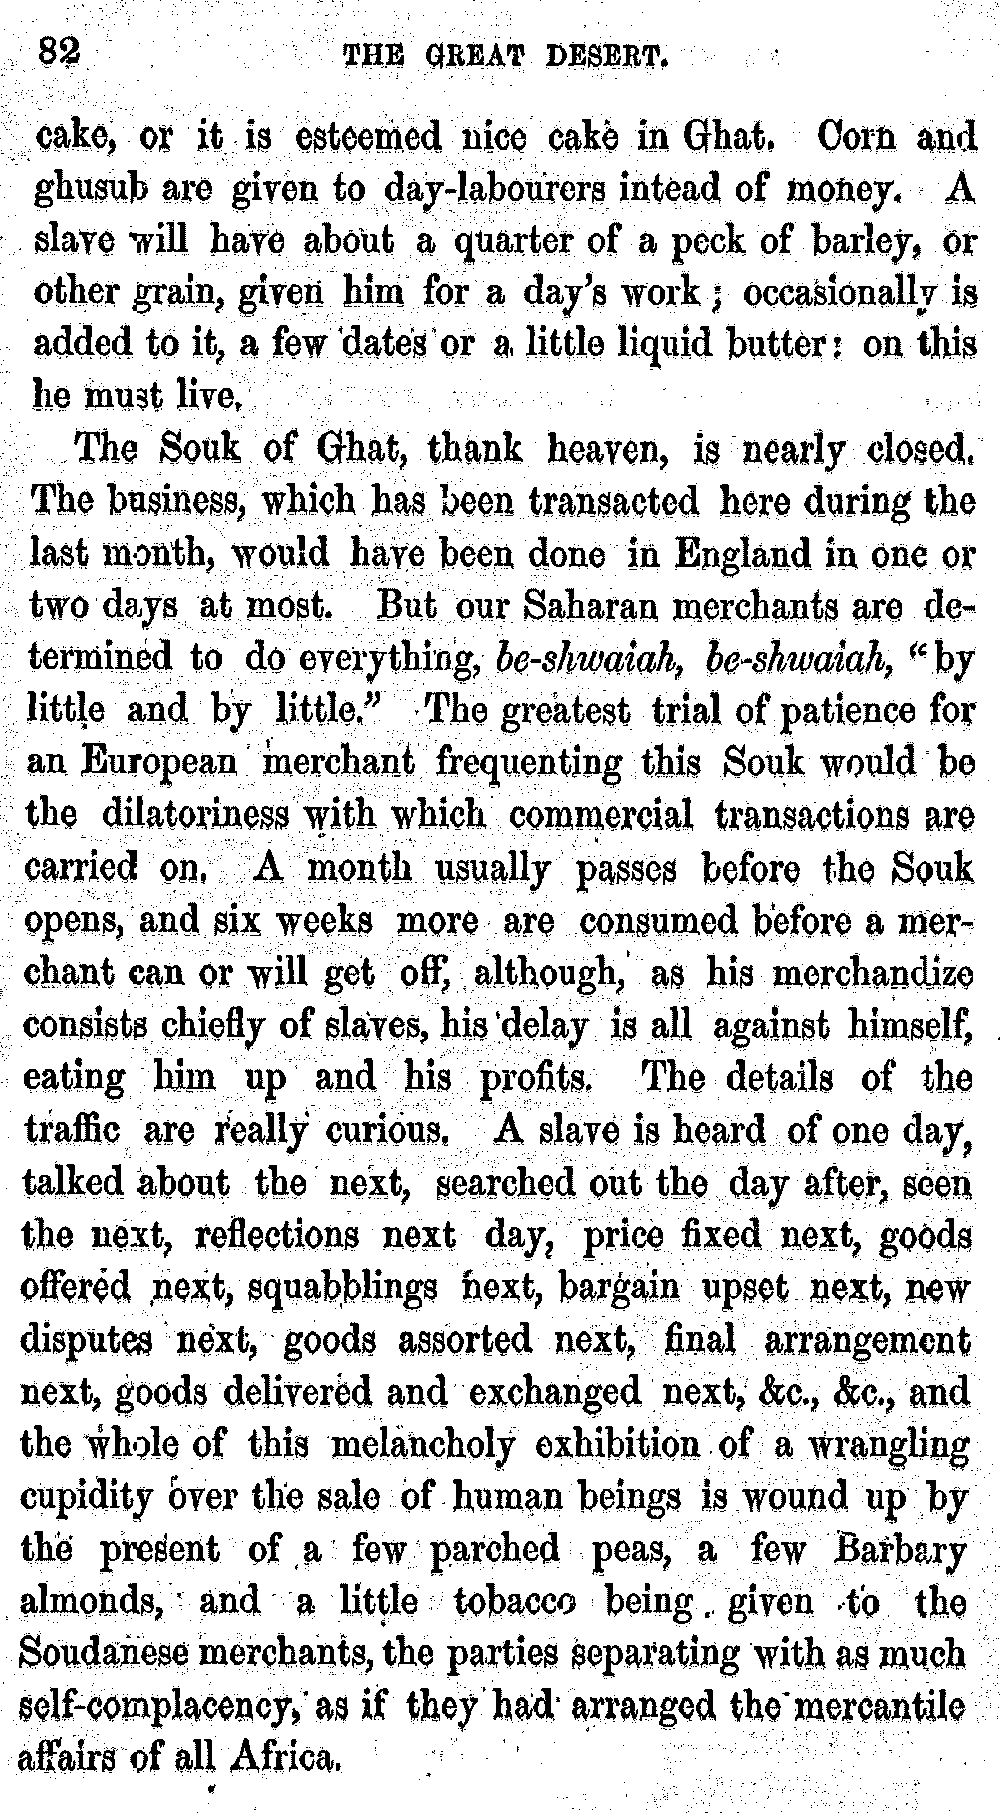 82 THE GREAT DESERT.
cake, or it is esteemed nice cake in Ghat. Corn and
ghusub are given to day-labourers intead of money. A
slave will have about a quarter of a peck of barley, or
other grain, given him for a day's work; occasionally is
added to it, a few dates or a little liquid butter: on this
he must live.
The Souk of Ghat, thank heaven, is nearly closed.
The business, which has been transacted here during the
last month, would have been done in England in one or
two days at most. But our Saharan merchants are de-
termined to do everything, be-shwaiah, be-shwaiah, "by
little and by little." The greatest trial of patience for
an European merchant frequenting this Souk would be
the dilatoriness with which commercial transactions are
carried on. A month usually passes before the Souk
opens, and six weeks more are consumed before a mer-
chant can or will get off, although, as his merchandize
consists chiefly of slaves, his delay is all against himself,
eating him up and his profits. The details of the
traffic are really curious. A slave is heard of one day,
talked about the next, searched out the day after, seen
the next, reflections next day, price fixed next, goods
offered next, squabblings next, bargain upset next, new
disputes next, goods assorted next, final arrangement
next, goods delivered and exchanged next, &c., &c., and
the whole of this melancholy exhibition of a wrangling
cupidity over the sale of human beings is wound up by
the present of a few parched peas, a few Barbary
almonds, and a little tobacco being given to the
Soudanese merchants, the parties separating with as much
self-complacency, as if they had arranged the mercantile
affairs of all Africa.